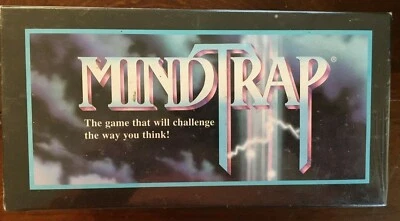 MINDTRAP®
The game that will challenge
the way you think!